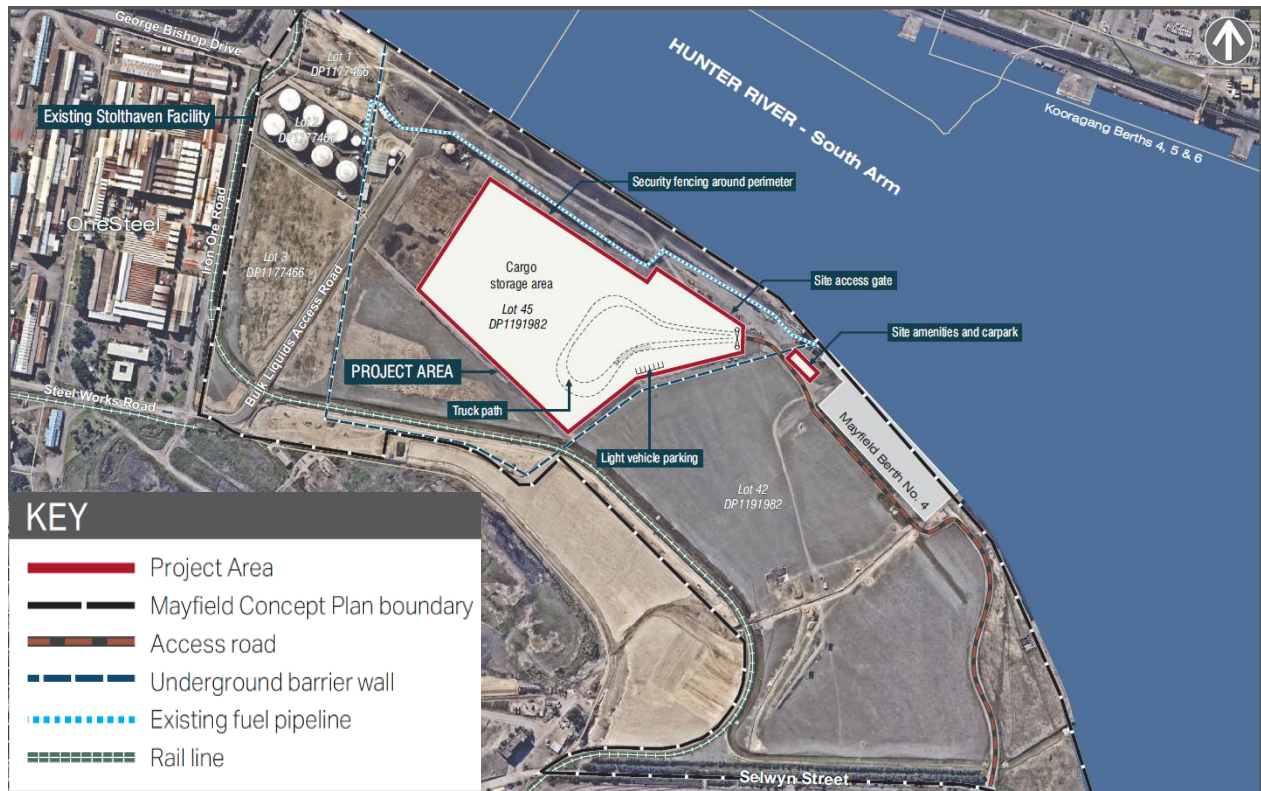 George Bishop Drive
Lot 1
DP1177466
Existing Stolthaven Facility
Lot 2
DP1177466
HUNTER RIVER - South Arm
Kooragang Berths 4, 5 & 6
Security fencing around perimeter
OneSteel
Iron Ore Road
Lot 3
DP1177466
Bulk Liquids Access Road
Cargo
storage area
Lot 45
DP1191982
Site access gate
Site amenities and carpark
PROJECT AREA
Truck path
Light vehicle parking
Steel Works Road
Mayfield Berth No. 4
Lot 42
DP1191982
Selwyn Street
KEY
Project Area
Mayfield Concept Plan boundary
Access road
Underground barrier wall
Existing fuel pipeline
Rail line